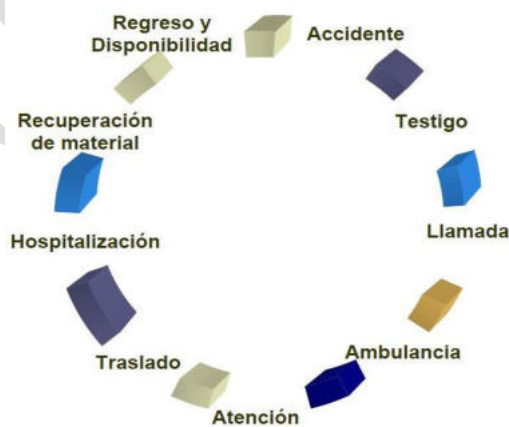 Regreso y
Disponibilidad
Accidente
Testigo
Llamada
Ambulancia
Atención
Traslado
Hospitalización
Recuperación
de material